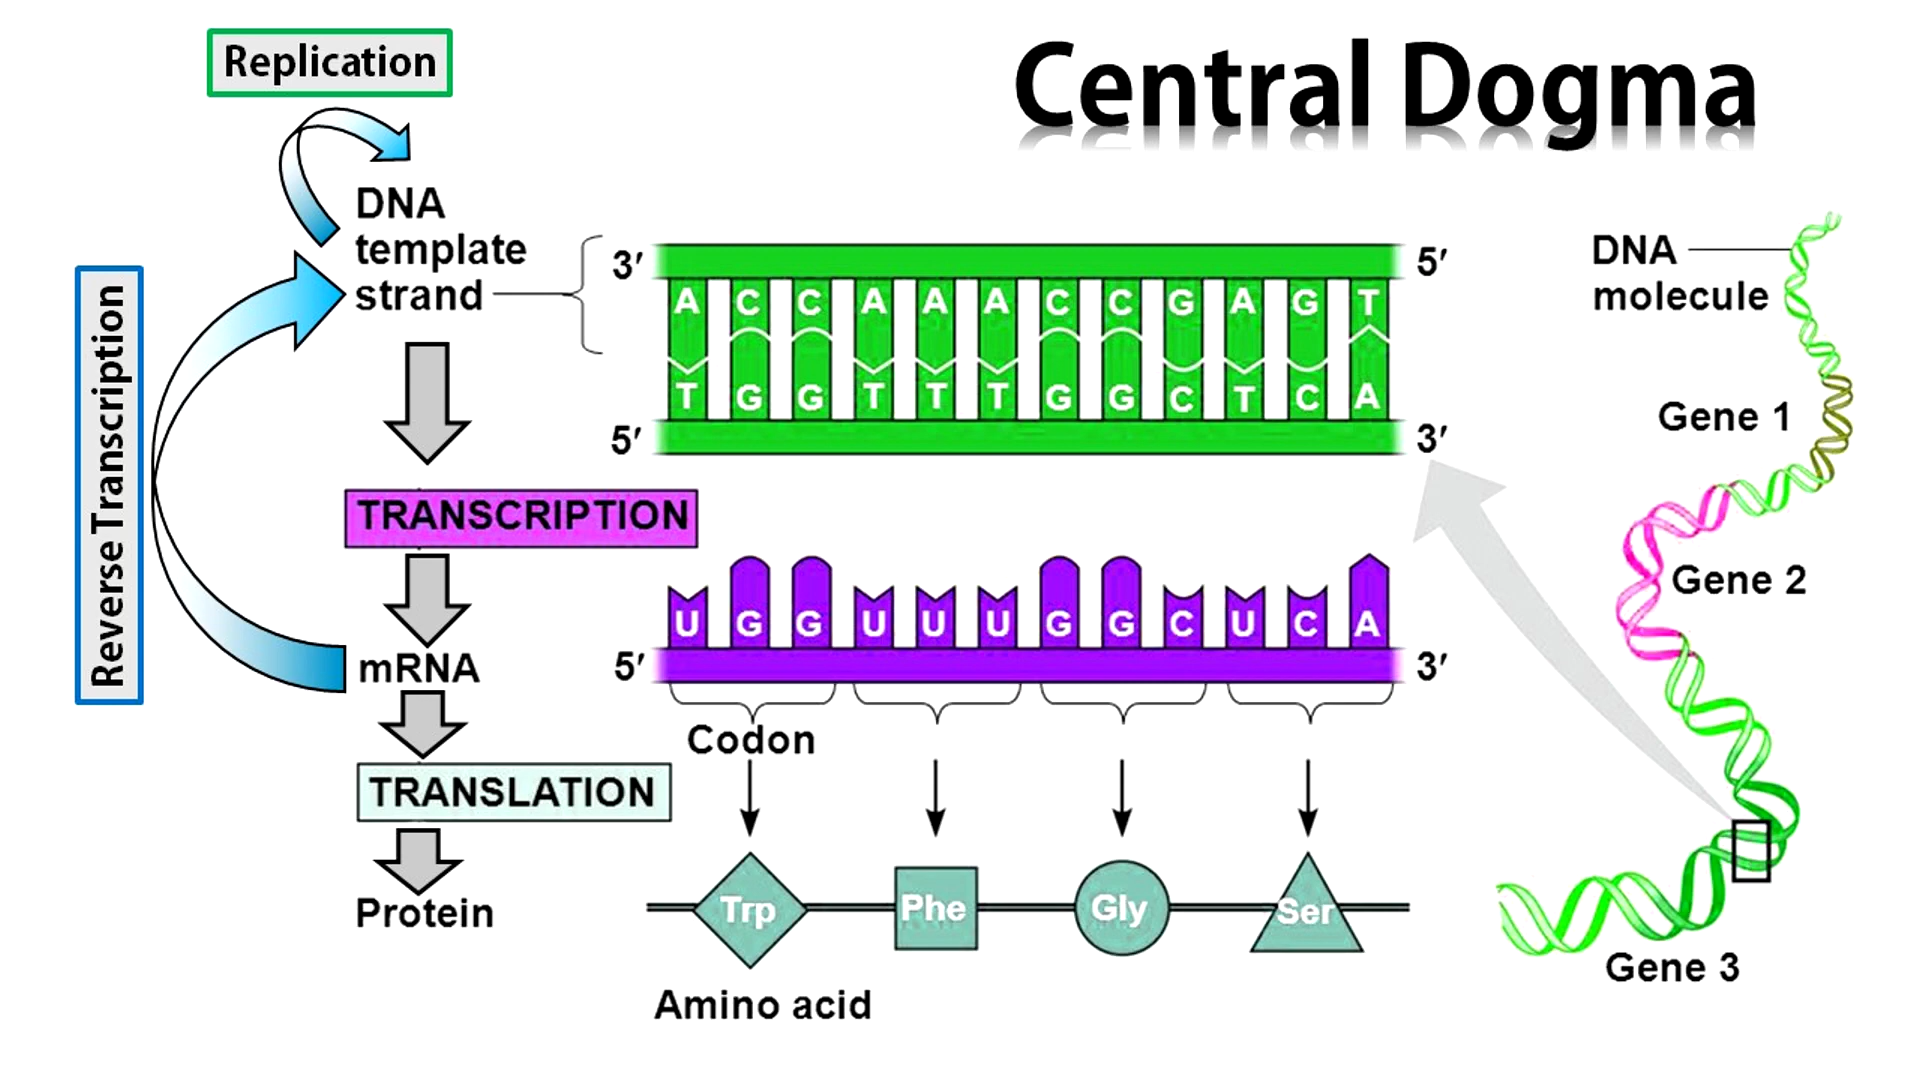 Replication
Central Dogma
DNA
template
strand
Reverse Transcription
3′ 5′
A C C A A A C C G A G T
T G G T T T G G C T C A
5′ 3′
TRANSCRIPTION
U G G U U U G G C U C A
5′ 3′
mRNA
Codon
TRANSLATION
Protein
Trp Phe Gly Ser
Amino acid
DNA
molecule
Gene 1
Gene 2
Gene 3